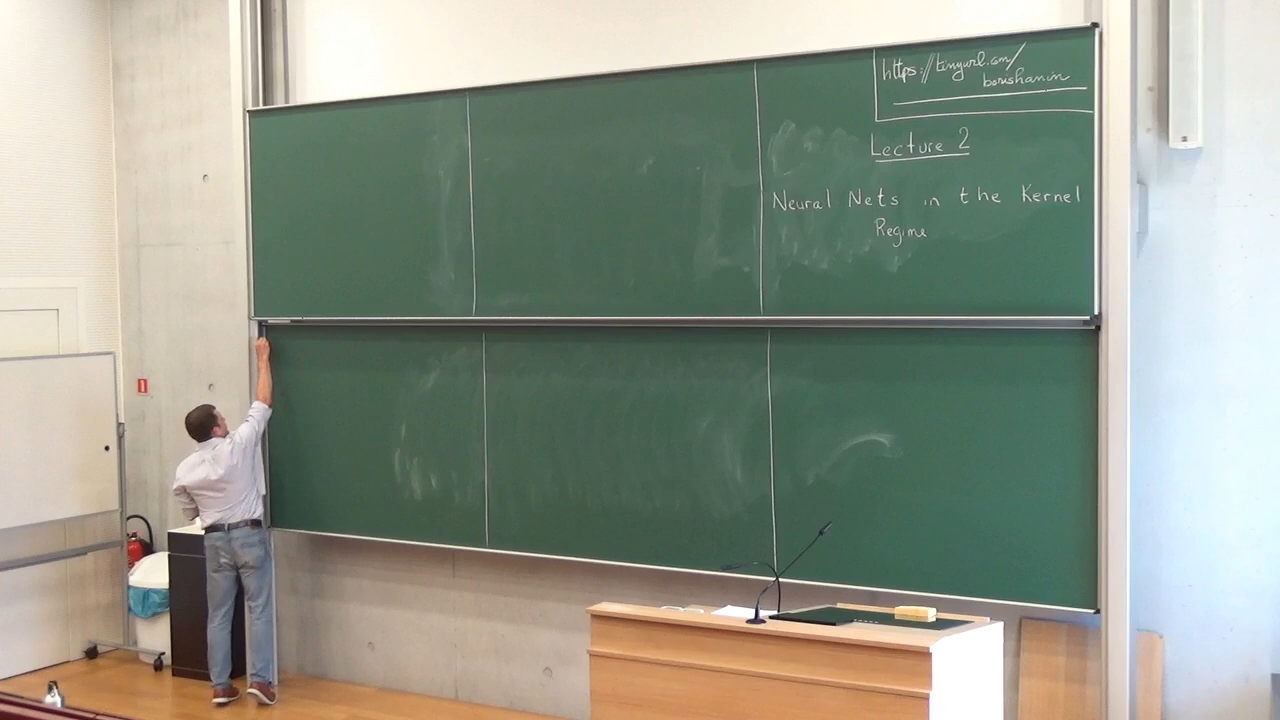 https://tinyurl.com/
borishanin
Lecture 2
Neural Nets in the Kernel
Regime